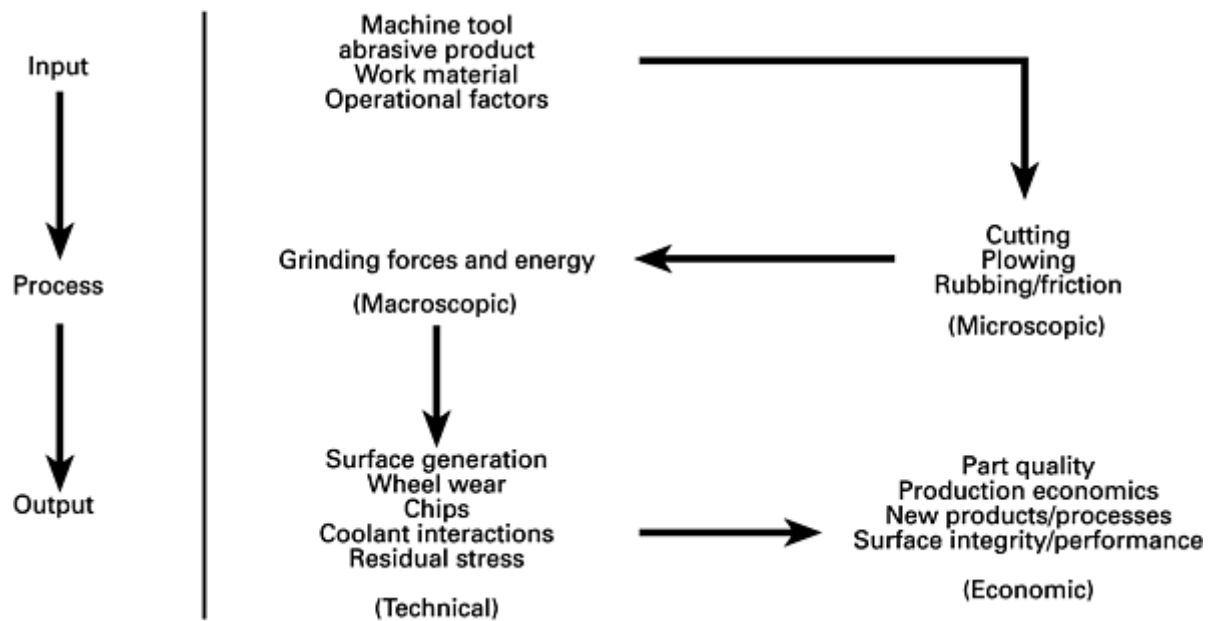 Input
Machine tool
abrasive product
Work material
Operational factors
Process
Grinding forces and energy
(Macroscopic)
Cutting
Plowing
Rubbing/friction
(Microscopic)
Output
Surface generation
Wheel wear
Chips
Coolant interactions
Residual stress
(Technical)
Part quality
Production economics
New products/processes
Surface integrity/performance
(Economic)